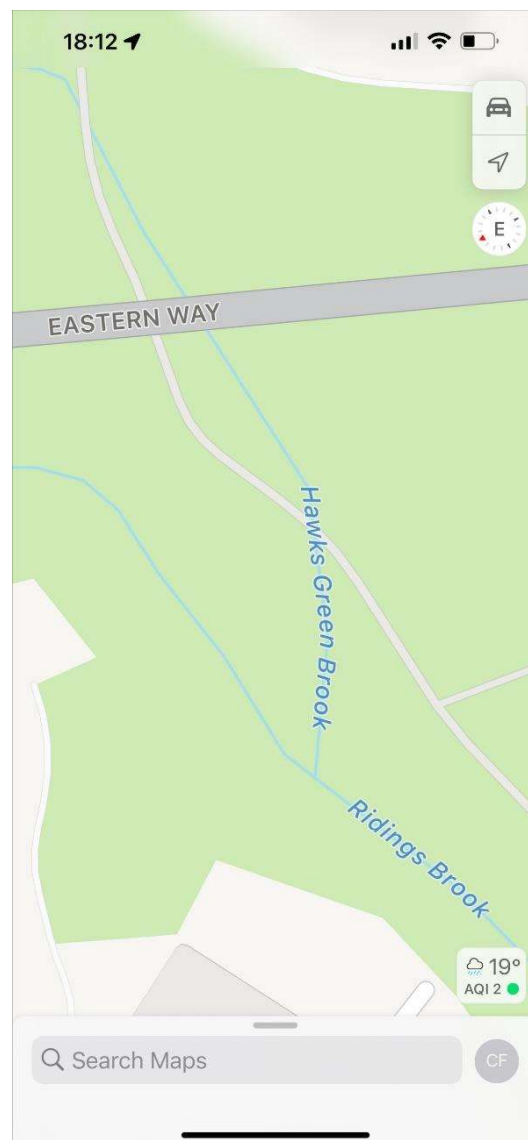 18:12
E
EASTERN WAY
Hawks Green Brook
Ridings Brook
19°
AQI 2
Search Maps
CF